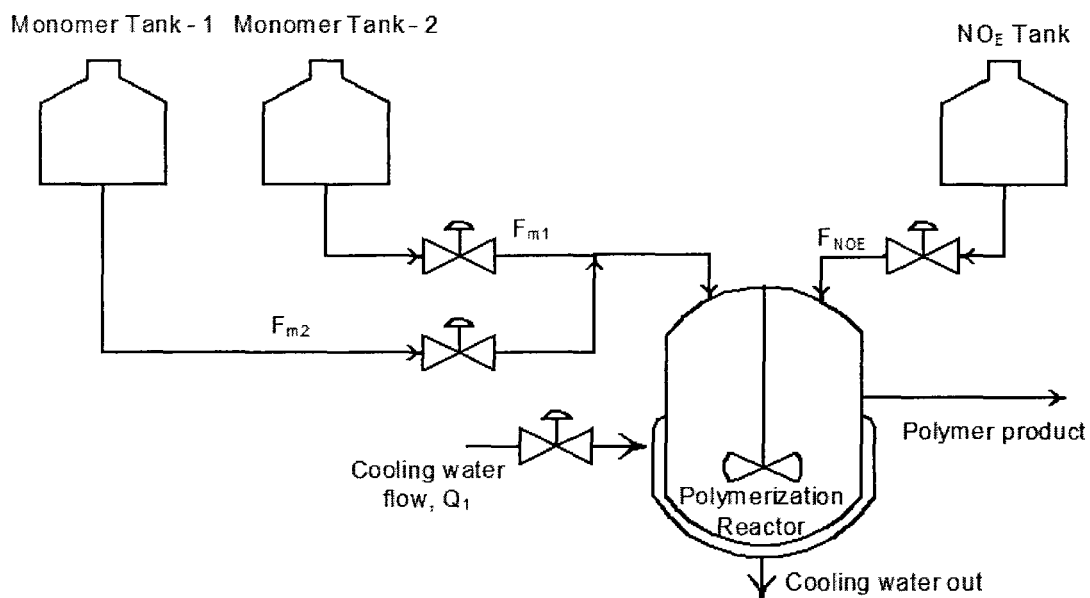 Monomer Tank - 1
Monomer Tank - 2
NOE Tank
Fm1
FNOE
Fm2
Polymer product
Cooling water
flow, Q1
Polymerization
Reactor
Cooling water out